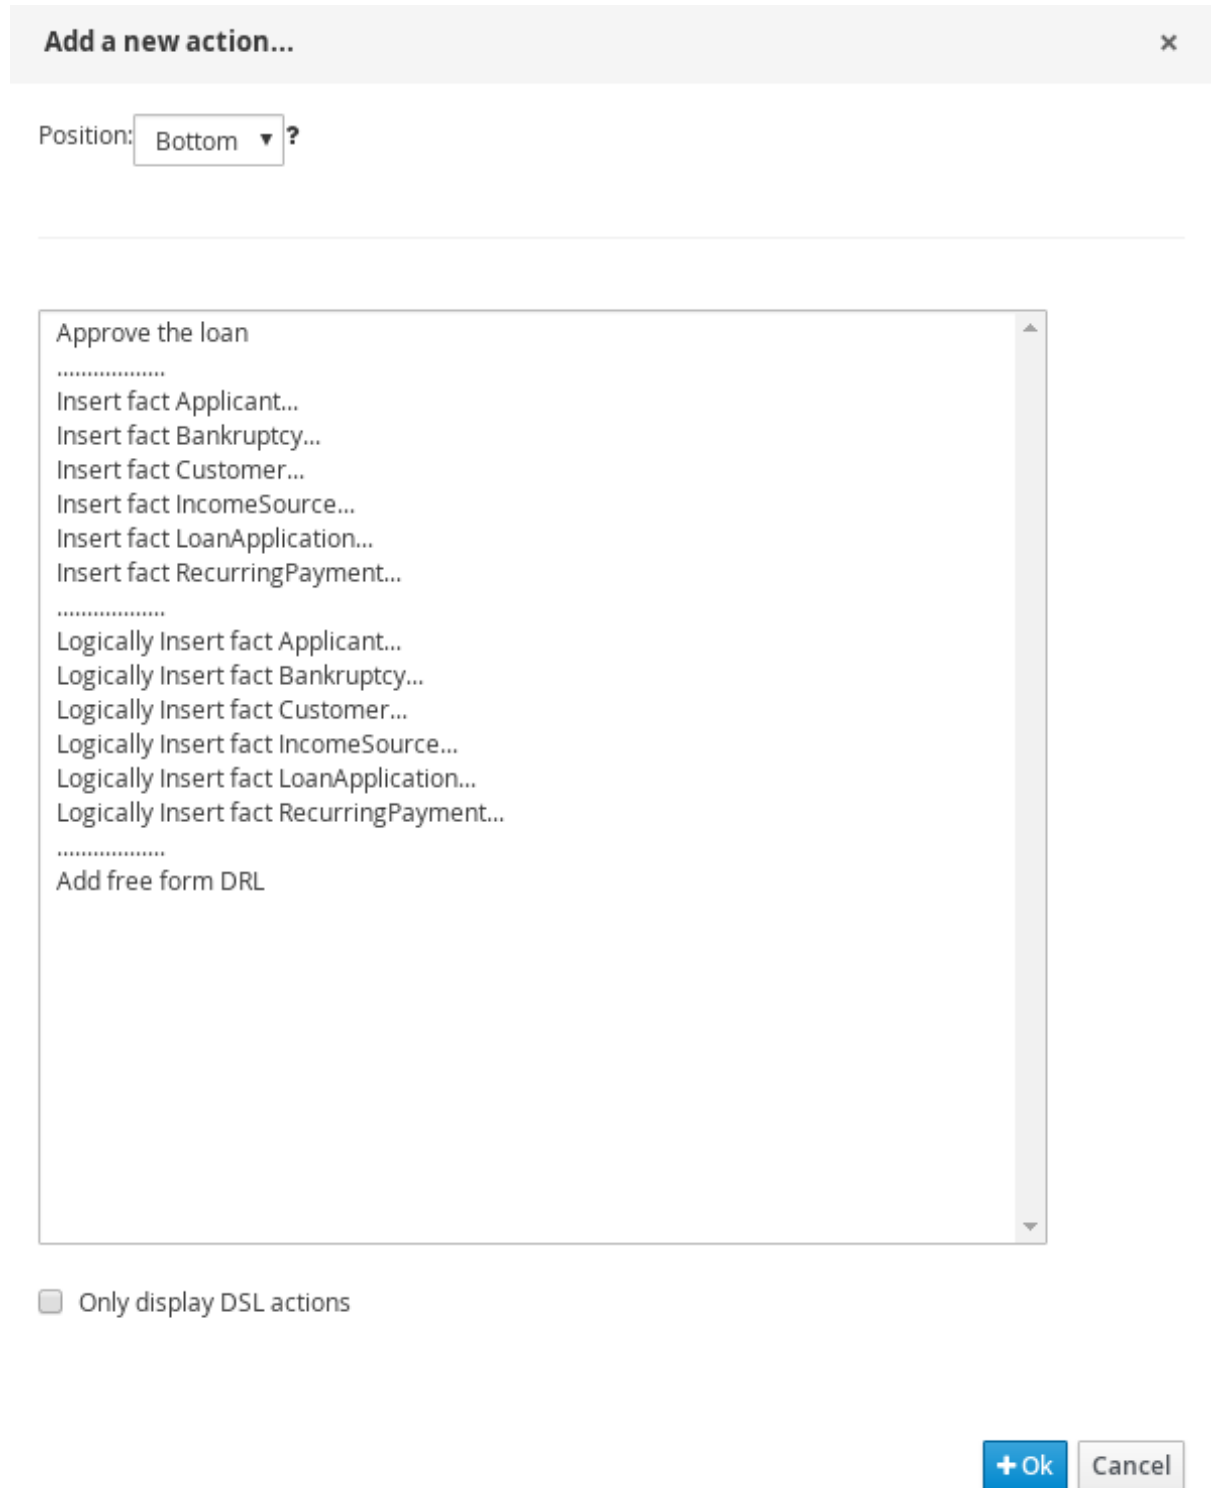 Add a new action...
×
Position: Bottom ▼ ?
Approve the loan
..................
Insert fact Applicant...
Insert fact Bankruptcy...
Insert fact Customer...
Insert fact IncomeSource...
Insert fact LoanApplication...
Insert fact RecurringPayment...
..................
Logically Insert fact Applicant...
Logically Insert fact Bankruptcy...
Logically Insert fact Customer...
Logically Insert fact IncomeSource...
Logically Insert fact LoanApplication...
Logically Insert fact RecurringPayment...
..................
Add free form DRL
Only display DSL actions
+ Ok Cancel